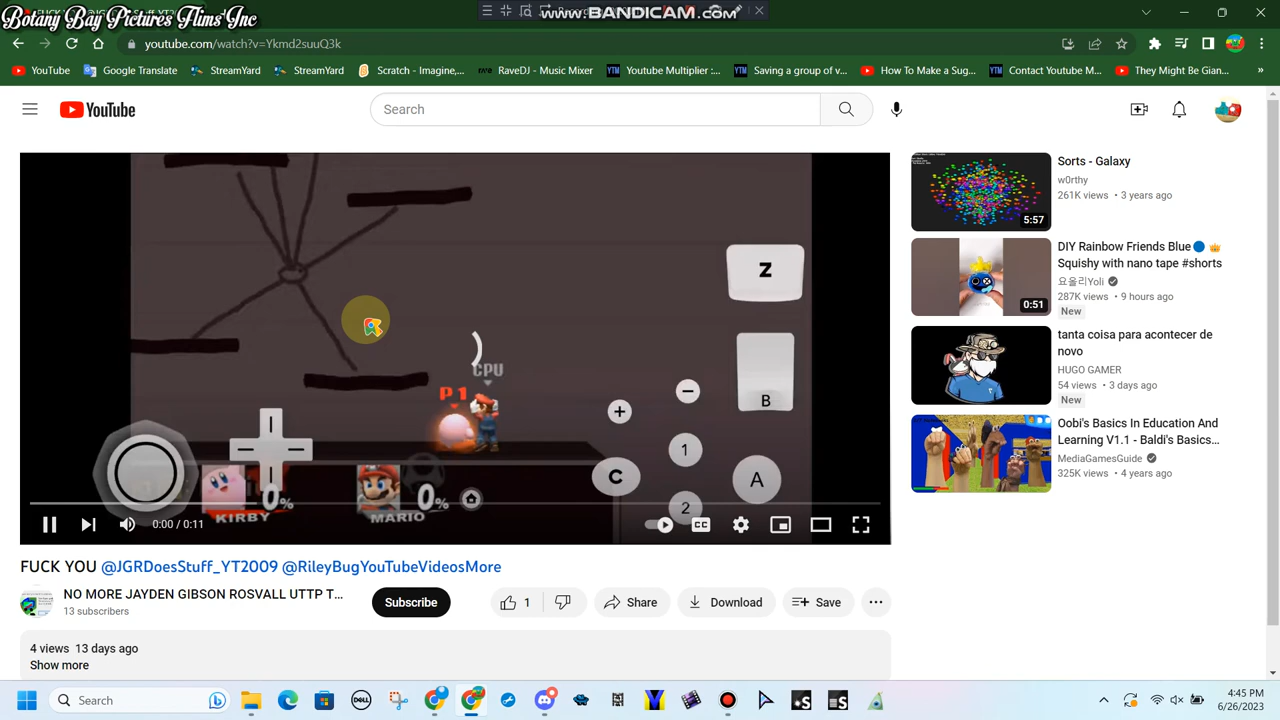 Botany Bay Pictures Flims'Inc
www.BANDICAM.com
youtube.com/watch?v=Ykmd2suuQ3k
YouTube
Google Translate
StreamYard
StreamYard
Scratch - Imagine,...
RaveDJ - Music Mixer
Youtube Multiplier :...
Saving a group of v...
How To Make a Sug...
Contact Youtube M...
They Might Be Gian...
YouTube
Search
Z
B
CPU
P1
+
−
1
C
A
2
0%
KIRBY
0%
MARIO
0:00 / 0:11
CC
FUCK YOU @JGRDoesStuff_YT2009 @RileyBugYouTubeVideosMore
NO MORE JAYDEN GIBSON ROSVALL UTTP T...
13 subscribers
Subscribe
1
Share
Download
Save
4 views 13 days ago
Show more
Sorts - Galaxy
w0rthy
261K views • 3 years ago
5:57
DIY Rainbow Friends Blue🔵 👑
Squishy with nano tape #shorts
요올리Yoli
287K views • 9 hours ago
New
0:51
tanta coisa para acontecer de
novo
HUGO GAMER
54 views • 3 days ago
New
Oobi's Basics In Education And
Learning V1.1 - Baldi's Basics...
MediaGamesGuide
325K views • 4 years ago
Search
DELL
4:45 PM
6/26/2023